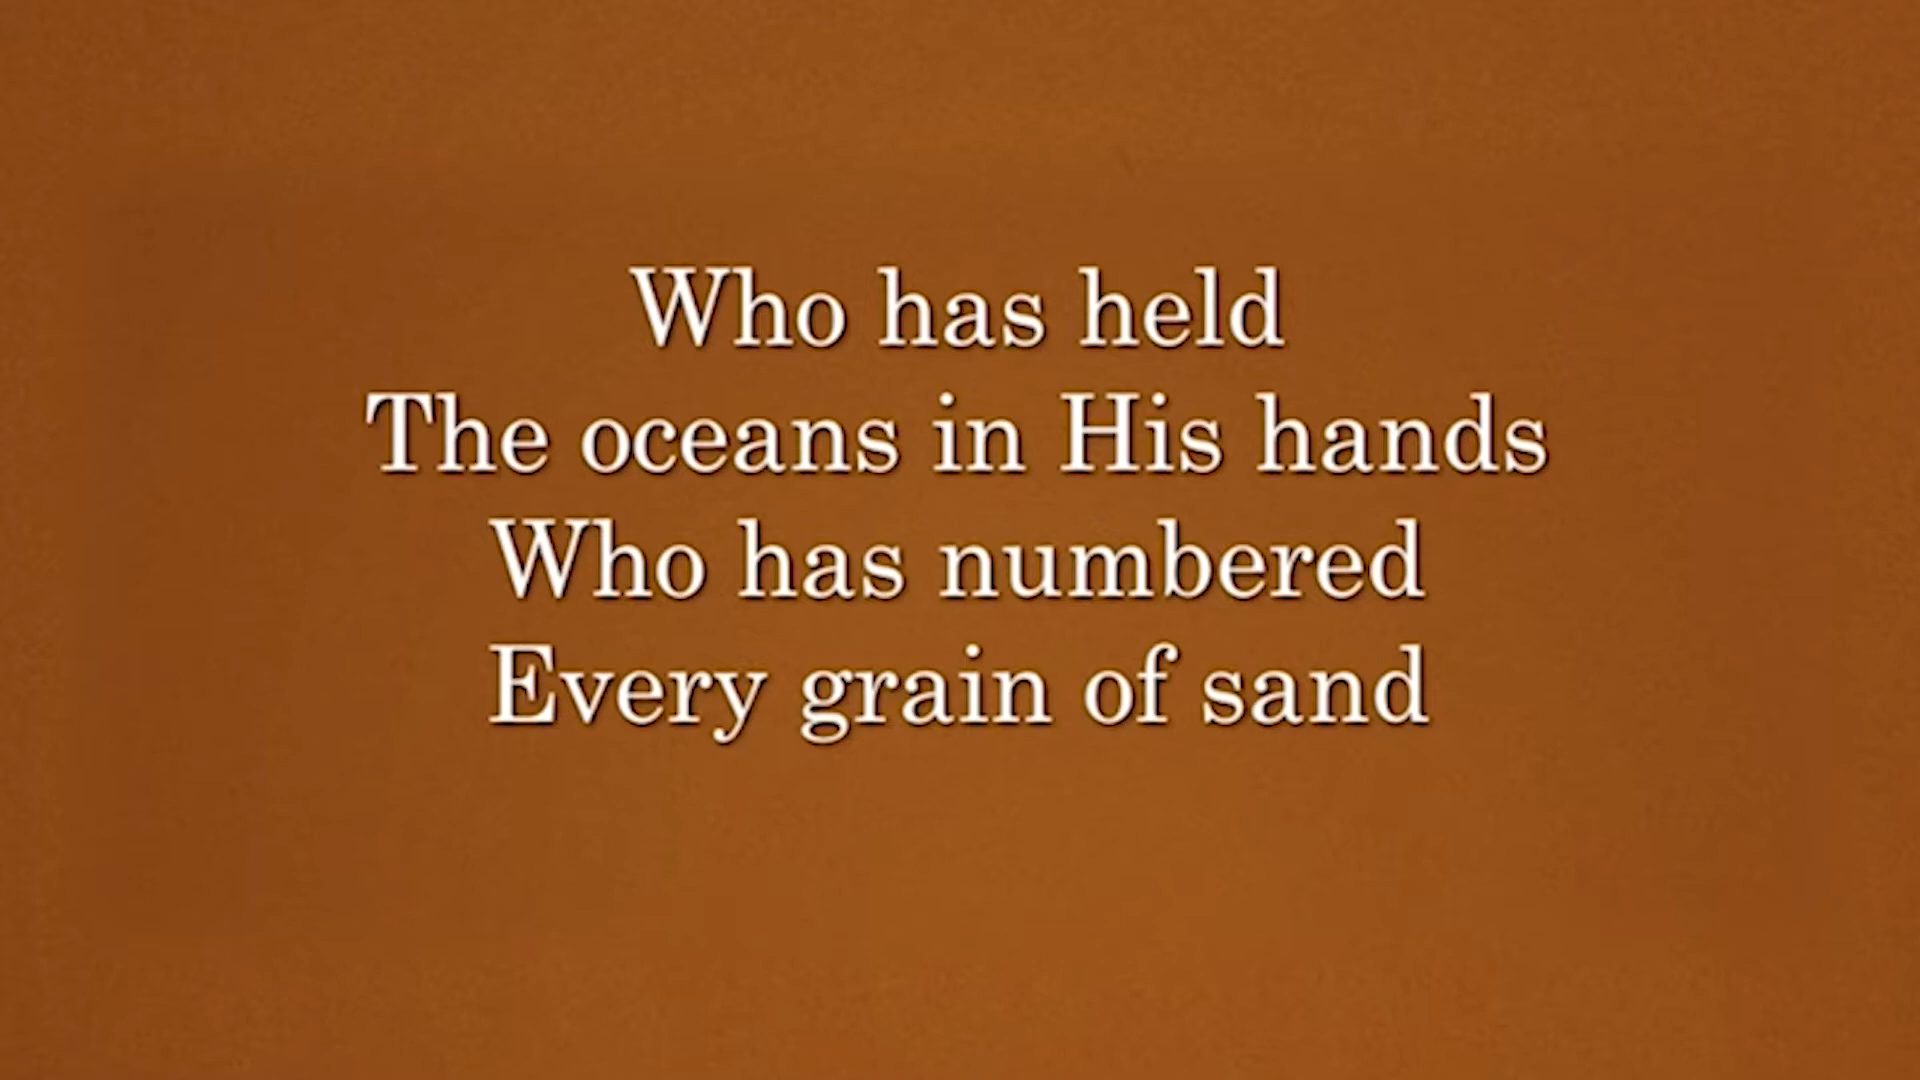 Who has held
The oceans in His hands
Who has numbered
Every grain of sand